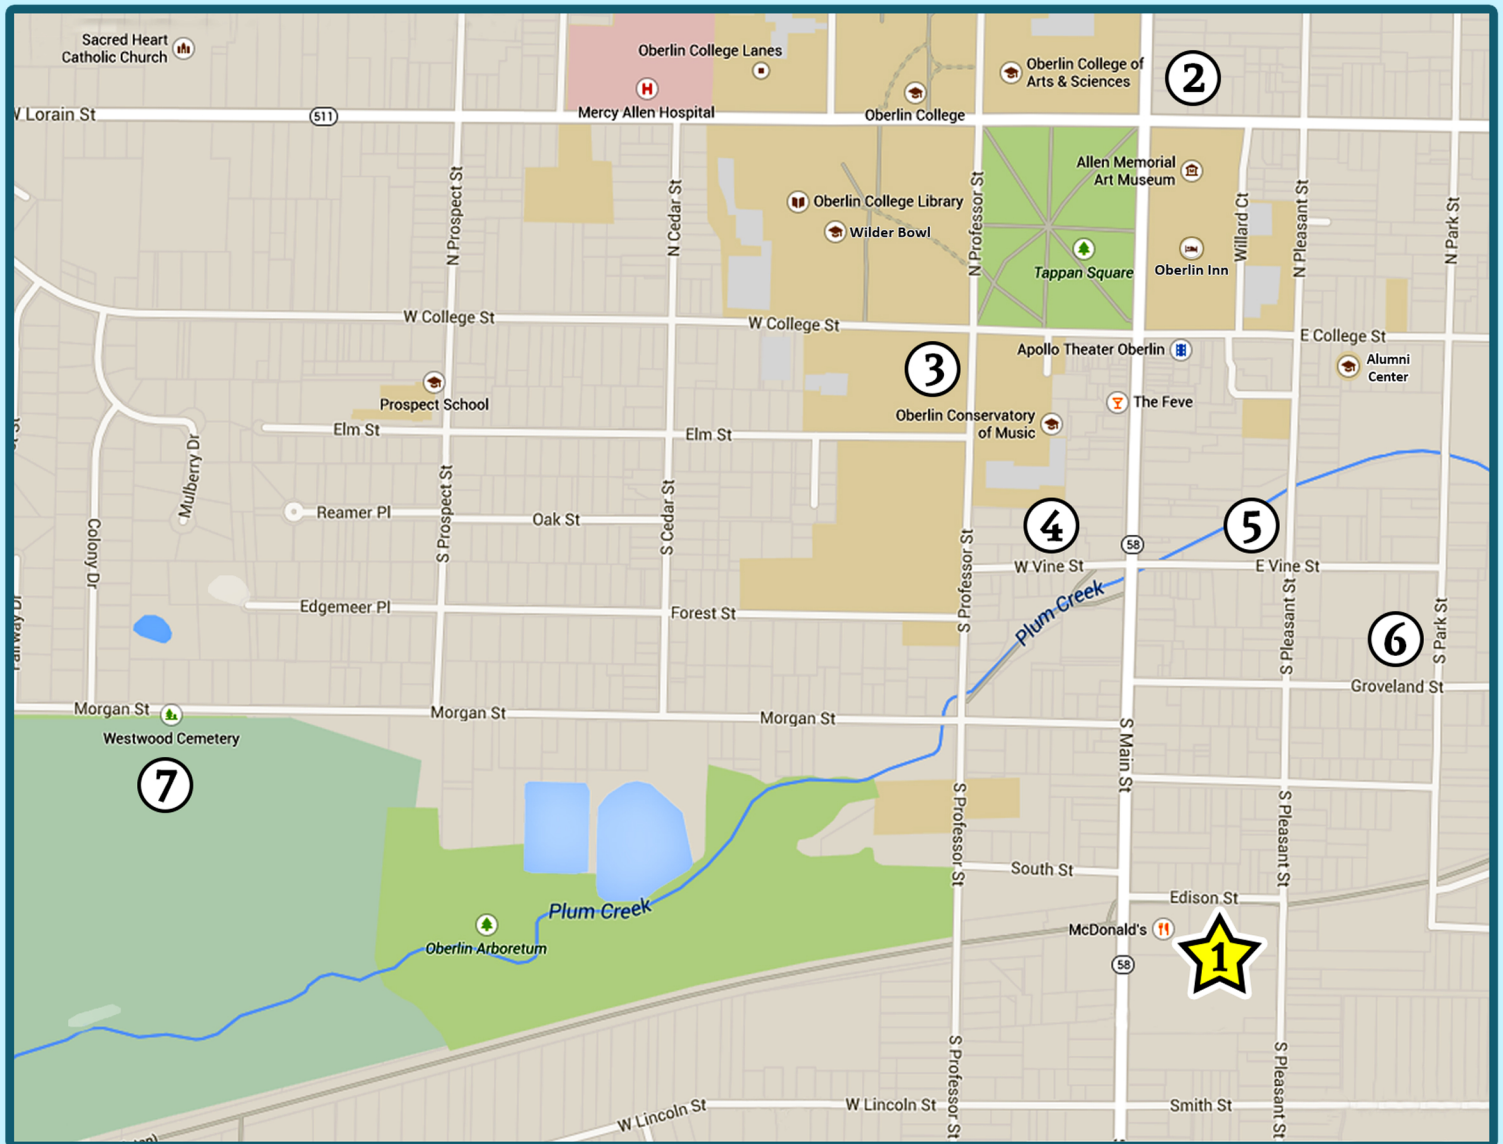 Sacred Heart
Catholic Church
Oberlin College Lanes
Oberlin College of
Arts & Sciences
2
Mercy Allen Hospital
Oberlin College
W Lorain St
511
Allen Memorial
Art Museum
Oberlin College Library
Wilder Bowl
N Prospect St
N Cedar St
N Professor St
Willard Ct
N Pleasant St
N Park St
Tappan Square
Oberlin Inn
W College St
W College St
E College St
Apollo Theater Oberlin
Alumni
Center
3
Prospect School
The Feve
Oberlin Conservatory
of Music
Elm St
Elm St
Mulberry Dr
Reamer Pl
Oak St
S Prospect St
S Cedar St
Colony Dr
S Professor St
4
5
58
W Vine St
E Vine St
Plum Creek
Edgemeer Pl
Forest St
Fairway Dr
S Pleasant St
S Park St
6
Groveland St
Morgan St
Morgan St
Morgan St
Westwood Cemetery
7
S Main St
S Professor St
S Pleasant St
South St
Edison St
Plum Creek
Oberlin Arboretum
McDonald's
1
58
S Professor St
S Pleasant St
W Lincoln St
W Lincoln St
Smith St